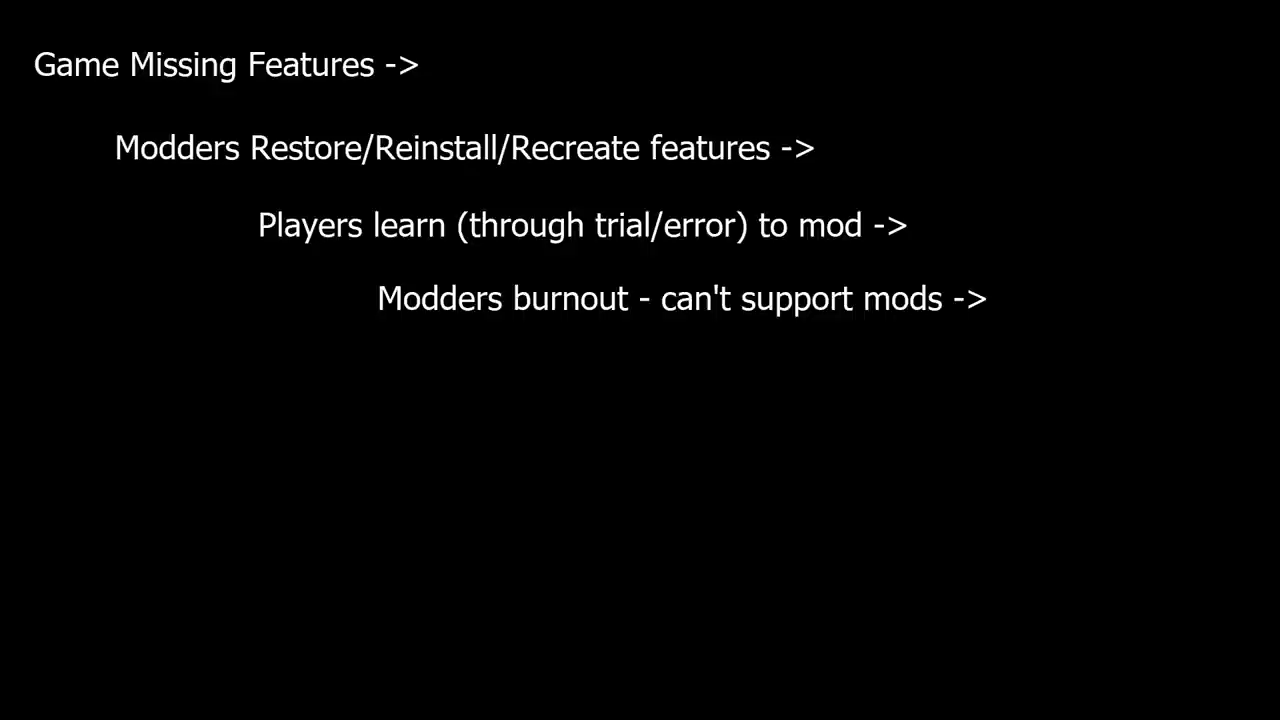 Game Missing Features ->
Modders Restore/Reinstall/Recreate features ->
Players learn (through trial/error) to mod ->
Modders burnout - can't support mods ->